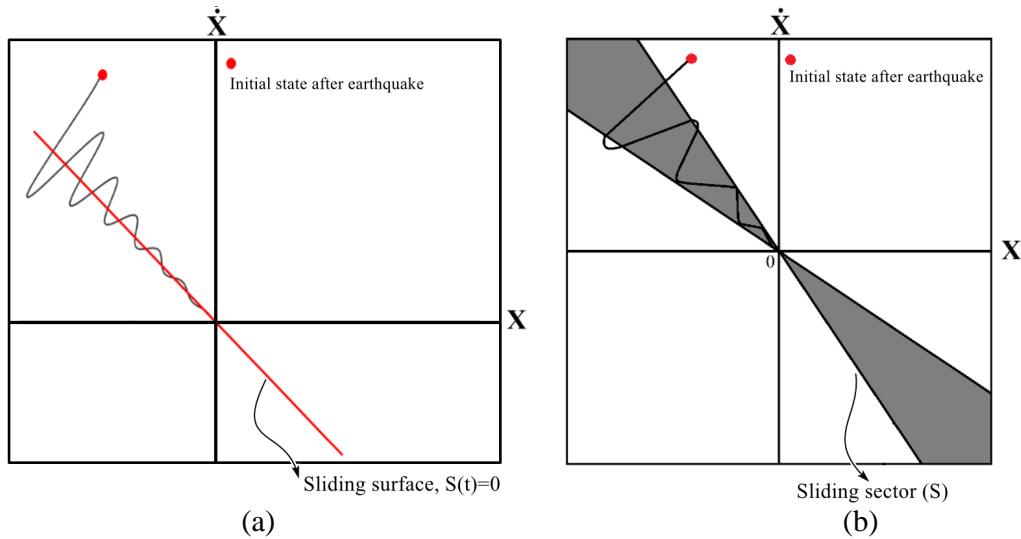 Ẋ
Initial state after earthquake
X
Sliding surface, S(t)=0
(a)
Ẋ
Initial state after earthquake
X
0
Sliding sector (S)
(b)